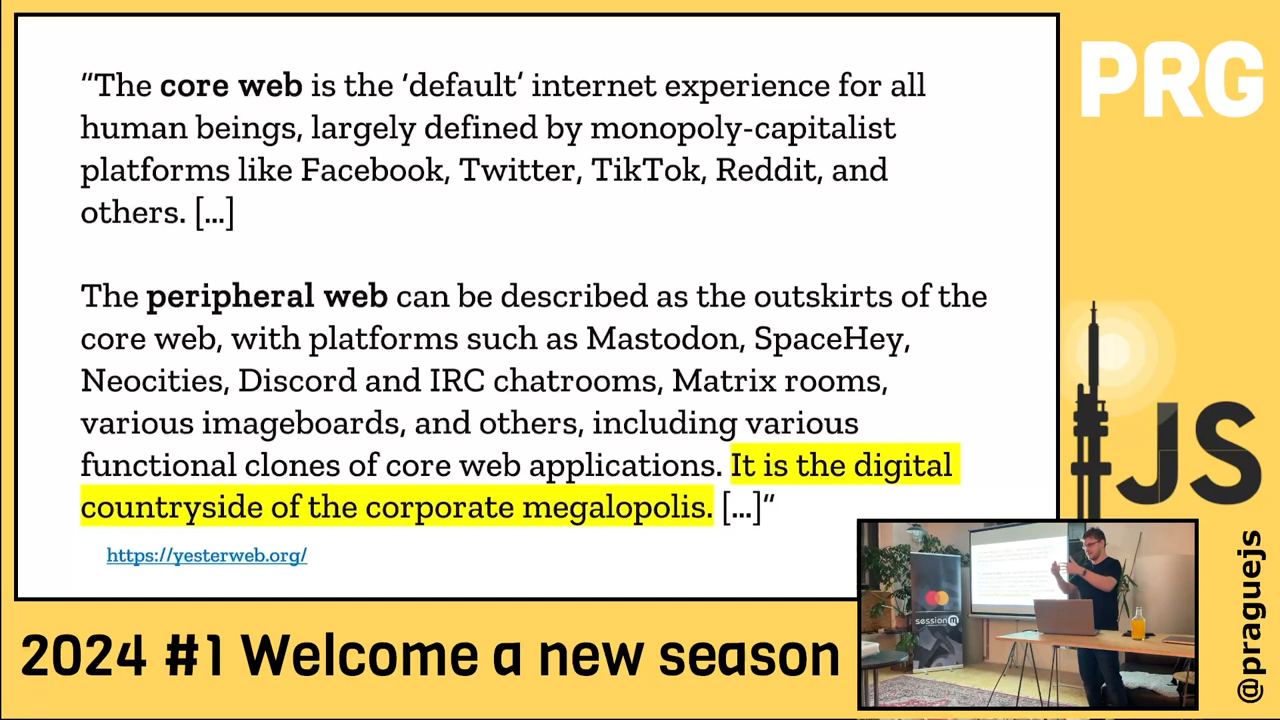 “The core web is the ‘default’ internet experience for all
human beings, largely defined by monopoly-capitalist
platforms like Facebook, Twitter, TikTok, Reddit, and
others. […]
The peripheral web can be described as the outskirts of the
core web, with platforms such as Mastodon, SpaceHey,
Neocities, Discord and IRC chatrooms, Matrix rooms,
various imageboards, and others, including various
functional clones of core web applications. It is the digital
countryside of the corporate megalopolis. […]”
https://yesterweb.org/
PRG
JS
@praguejs
session m
2024 #1 Welcome a new season